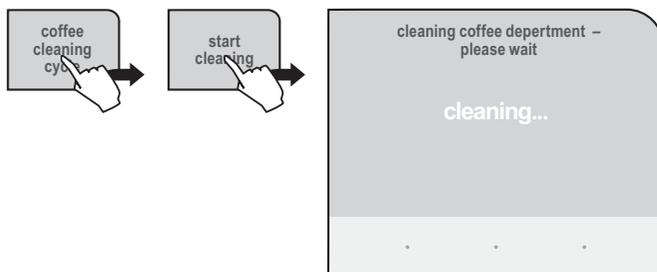 coffee
cleaning
cycle
start
cleaning
cleaning coffee depertment –
please wait
cleaning...